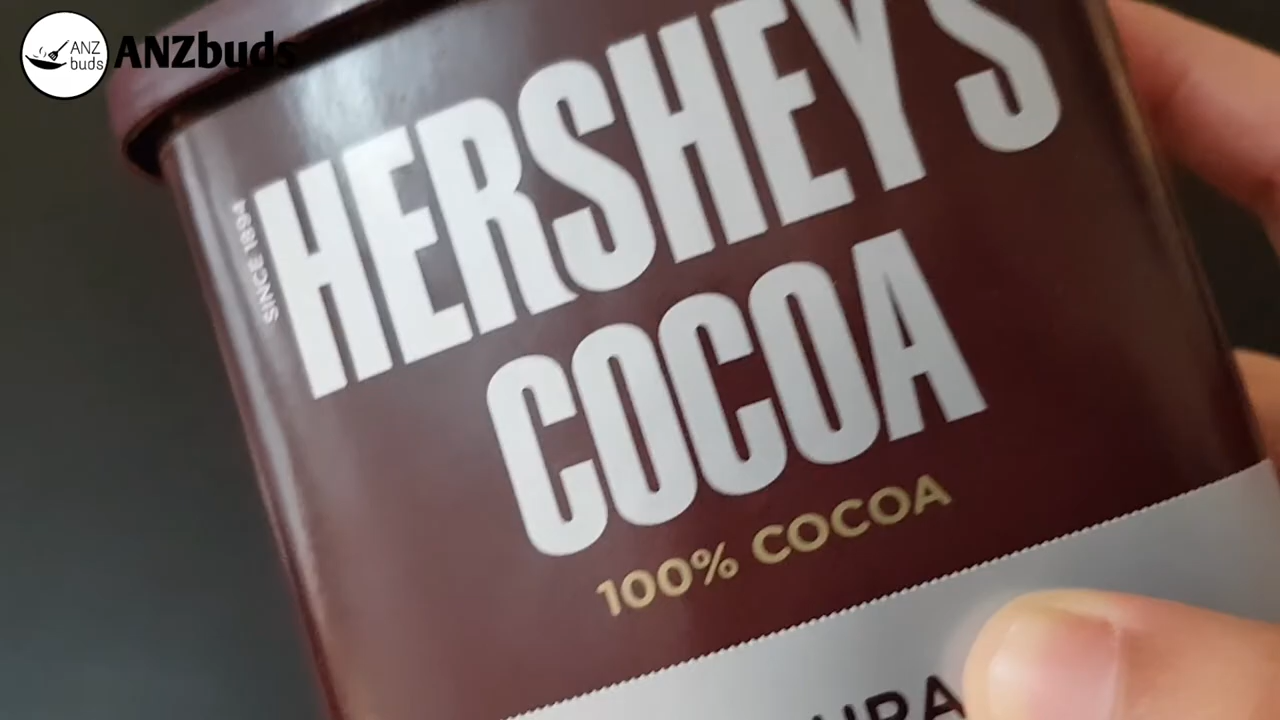 ANZ
buds
ANZbuds
SINCE 1894
HERSHEY'S
COCOA
100% COCOA